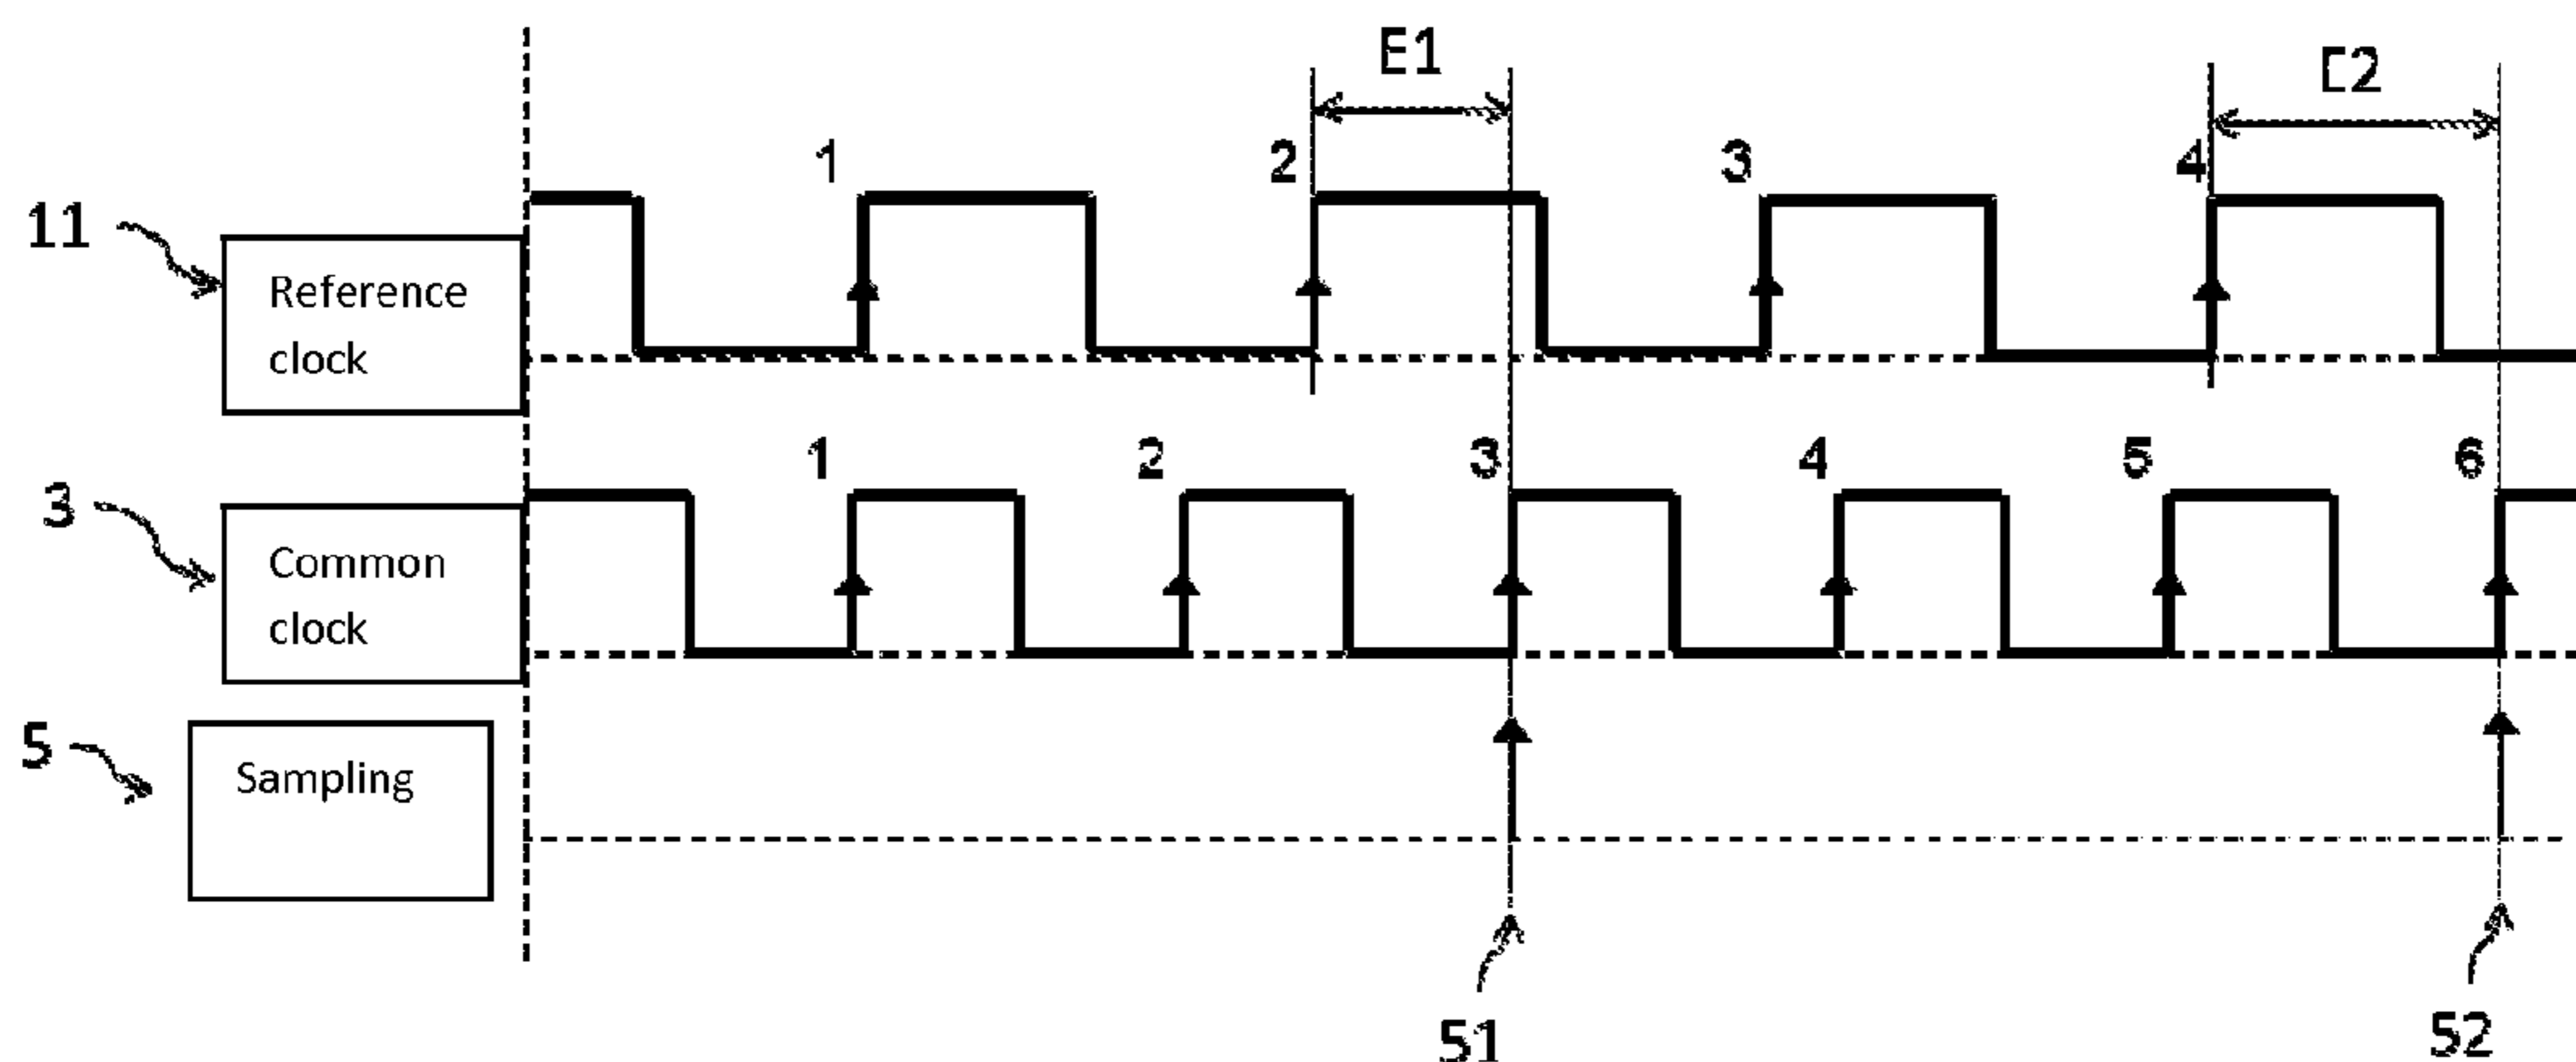 E1
E2
1 2 3 4
11
Reference
clock
1 2 3 4 5 6
3
Common
clock
5
Sampling
51
52